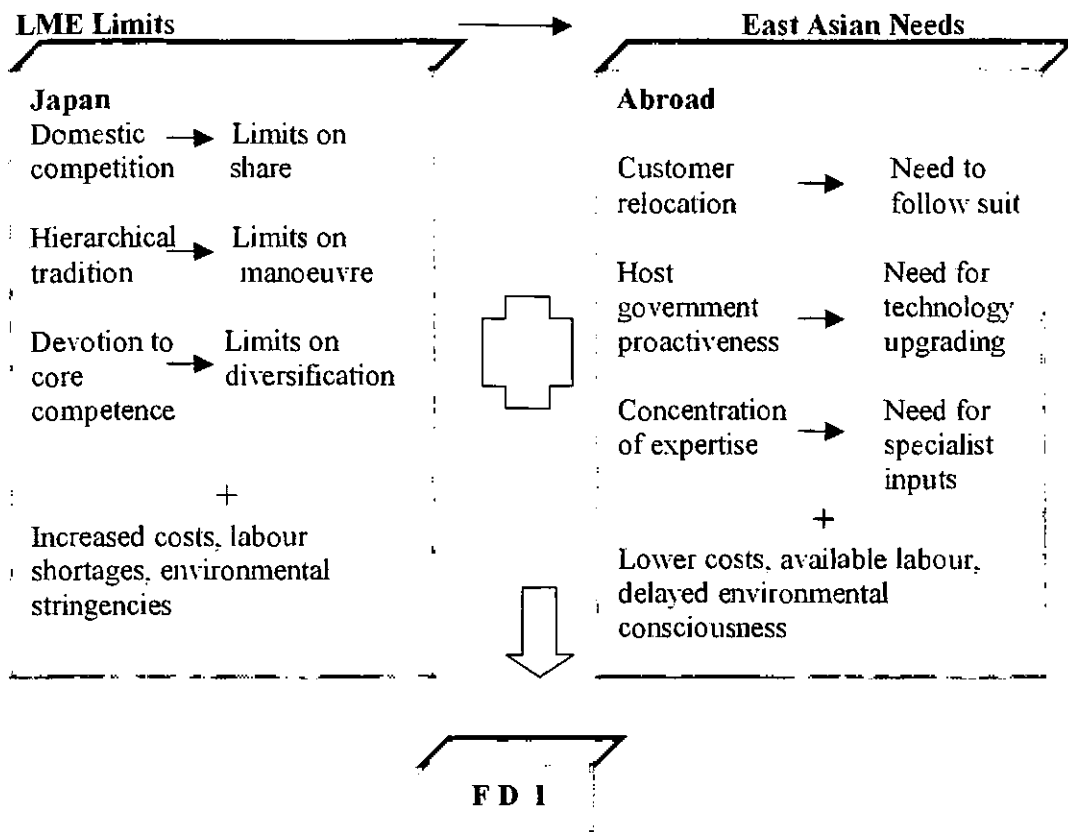 LME Limits
East Asian Needs
Japan
Domestic
competition
Limits on
share
Hierarchical
tradition
Limits on
manoeuvre
Devotion to
core
competence
Limits on
diversification
+
Increased costs, labour
shortages, environmental
stringencies
Abroad
Customer
relocation
Need to
follow suit
Host
government
proactiveness
Need for
technology
upgrading
Concentration
of expertise
Need for
specialist
inputs
+
Lower costs, available labour,
delayed environmental
consciousness
F D I